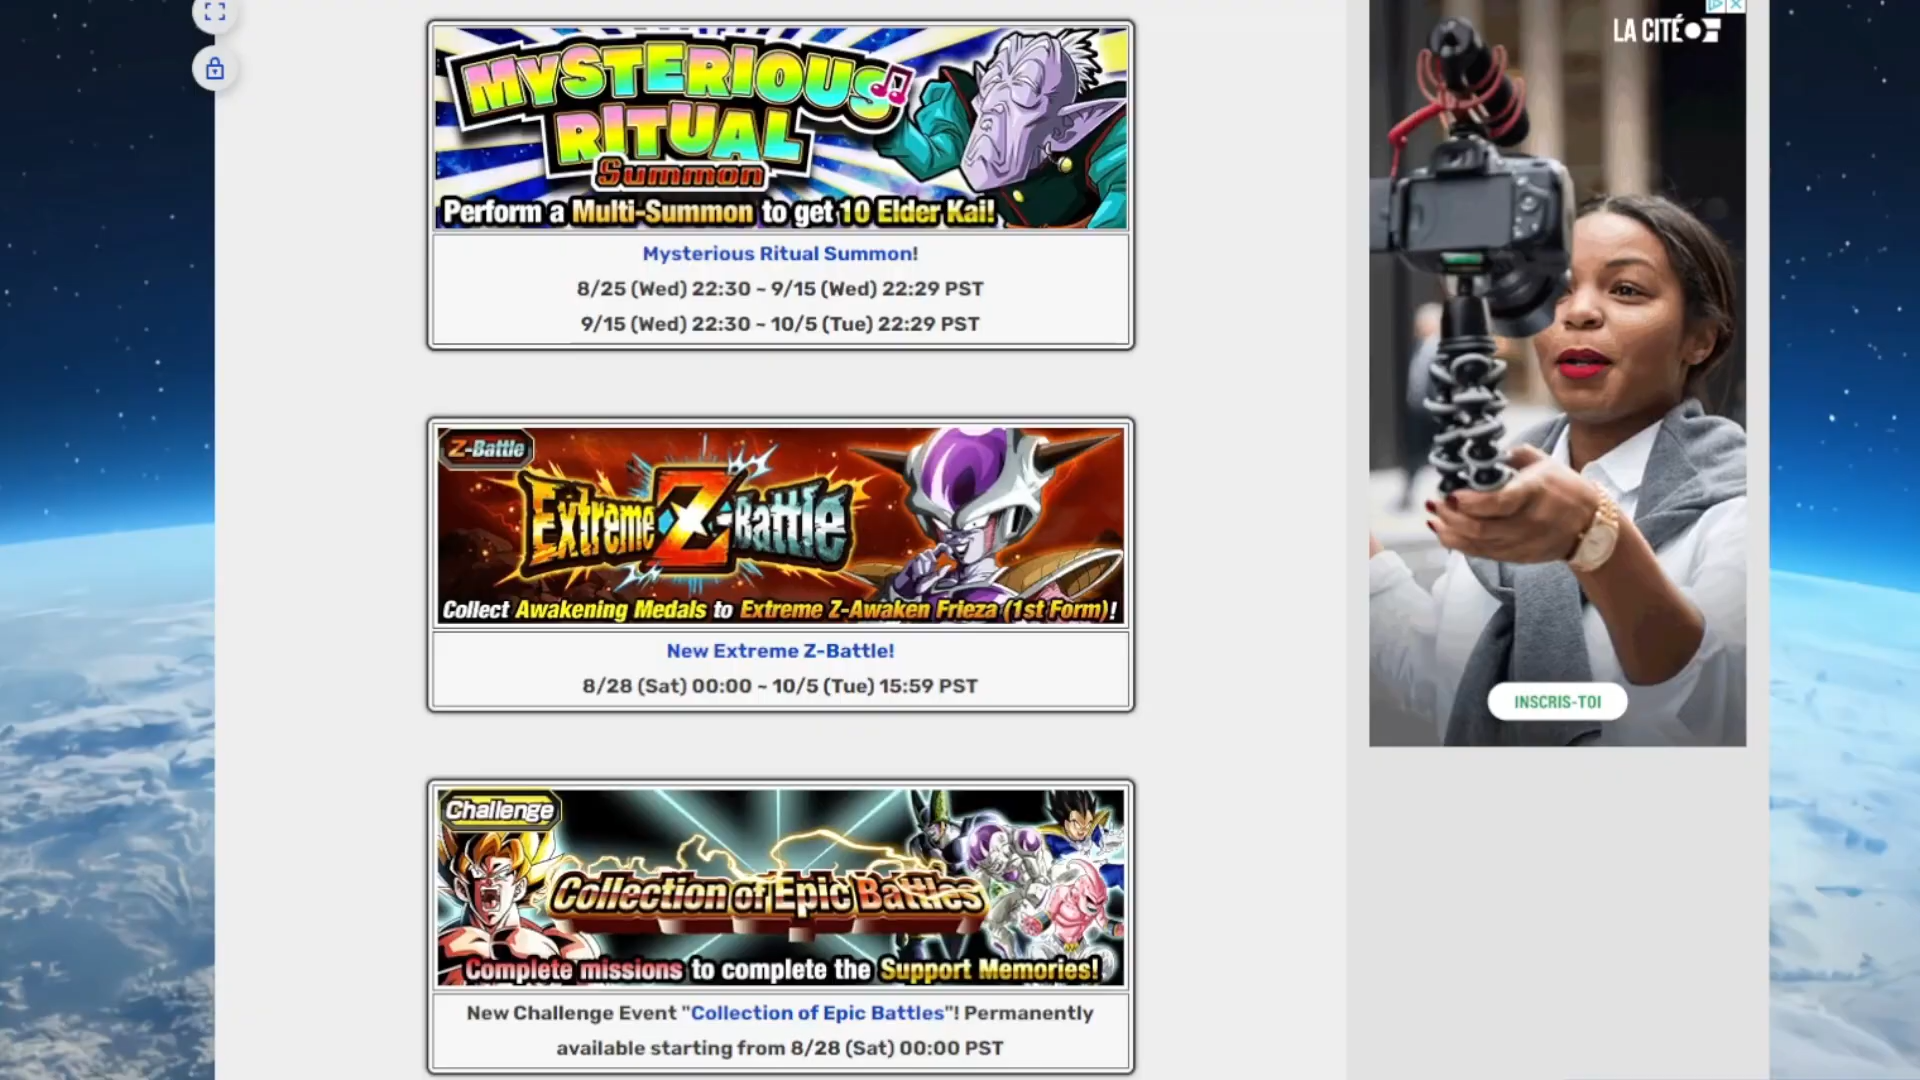 MYSTERIOUS
RITUAL
Summon
Perform a Multi-Summon to get 10 Elder Kai!
Mysterious Ritual Summon!
8/25 (Wed) 22:30 ~ 9/15 (Wed) 22:29 PST
9/15 (Wed) 22:30 ~ 10/5 (Tue) 22:29 PST
Z-Battle
Extreme Z-Battle
Collect Awakening Medals to Extreme Z-Awaken Frieza (1st Form)!
New Extreme Z-Battle!
8/28 (Sat) 00:00 ~ 10/5 (Tue) 15:59 PST
Challenge
Collection of Epic Battles
Complete missions to complete the Support Memories!
New Challenge Event "Collection of Epic Battles"! Permanently
available starting from 8/28 (Sat) 00:00 PST
LA CITÉ
INSCRIS-TOI